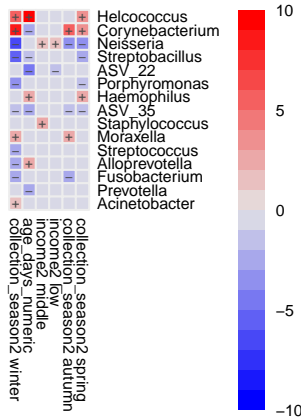 + + + Helcococcus
+ − + + Corynebacterium
− + + − − Neisseria
− − − Streptobacillus
− − ASV_22
− − Porphyromonas
+ + Haemophilus
− − − − ASV_35
+ Staphylococcus
+ + Moraxella
− Streptococcus
− + Alloprevotella
− − Fusobacterium
− Prevotella
+ Acinetobacter
collection_season2 winter
age_days_numeric
income2 middle
income2 low
collection_season2 autumn
collection_season2 spring
10
5
0
−5
−10